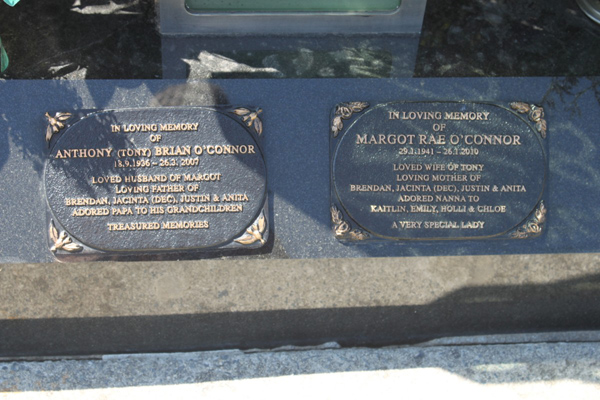 IN LOVING MEMORY
OF
ANTHONY (TONY) BRIAN O'CONNOR
18.9.1936 ~ 26.2.2007
LOVED HUSBAND OF MARGOT
LOVING FATHER OF
BRENDAN, JACINTA (DEC), JUSTIN & ANITA
ADORED PAPA TO HIS GRANDCHILDREN
TREASURED MEMORIES
IN LOVING MEMORY
OF
MARGOT RAE O'CONNOR
29.1.1941 ~ 26.1.2010
LOVED WIFE OF TONY
LOVING MOTHER OF
BRENDAN, JACINTA (DEC), JUSTIN & ANITA
ADORED NANNA TO
KAITLIN, EMILY, HOLLI & CHLOE
A VERY SPECIAL LADY